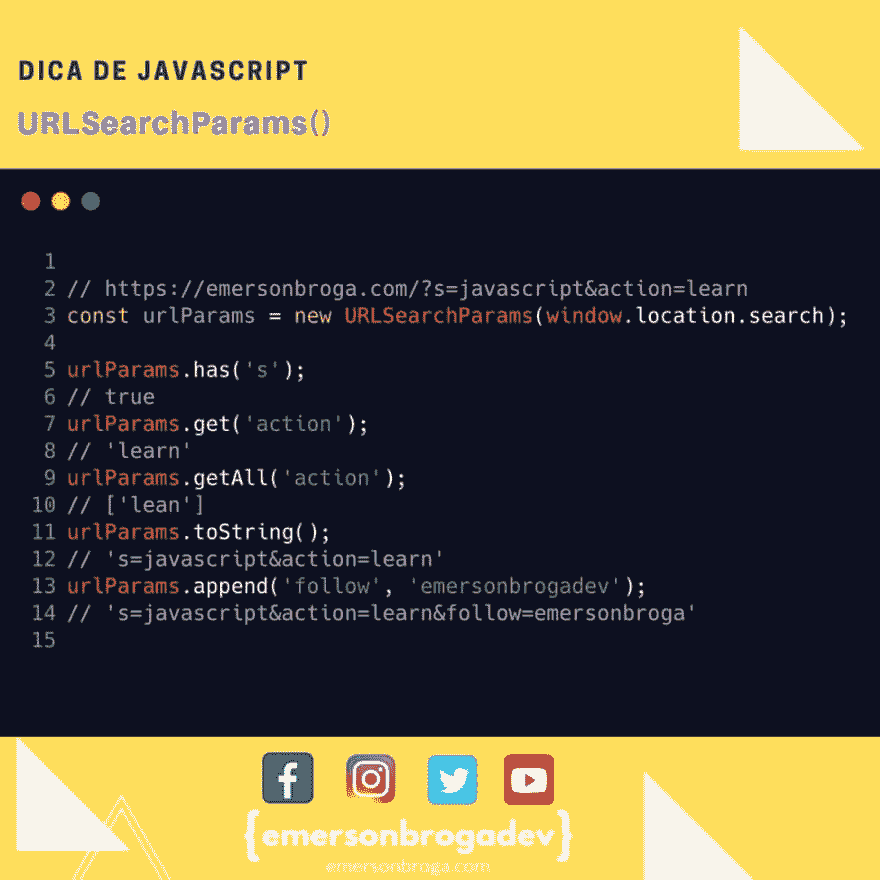 DICA DE JAVASCRIPT
URLSearchParams()
1
2 // https://emersonbroga.com/?s=javascript&action=learn
3 const urlParams = new URLSearchParams(window.location.search);
4
5 urlParams.has('s');
6 // true
7 urlParams.get('action');
8 // 'learn'
9 urlParams.getAll('action');
10 // ['lean']
11 urlParams.toString();
12 // 's=javascript&action=learn'
13 urlParams.append('follow', 'emersonbrogadev');
14 // 's=javascript&action=learn&follow=emersonbroga'
15
{emersonbrogadev}
emersonbroga.com